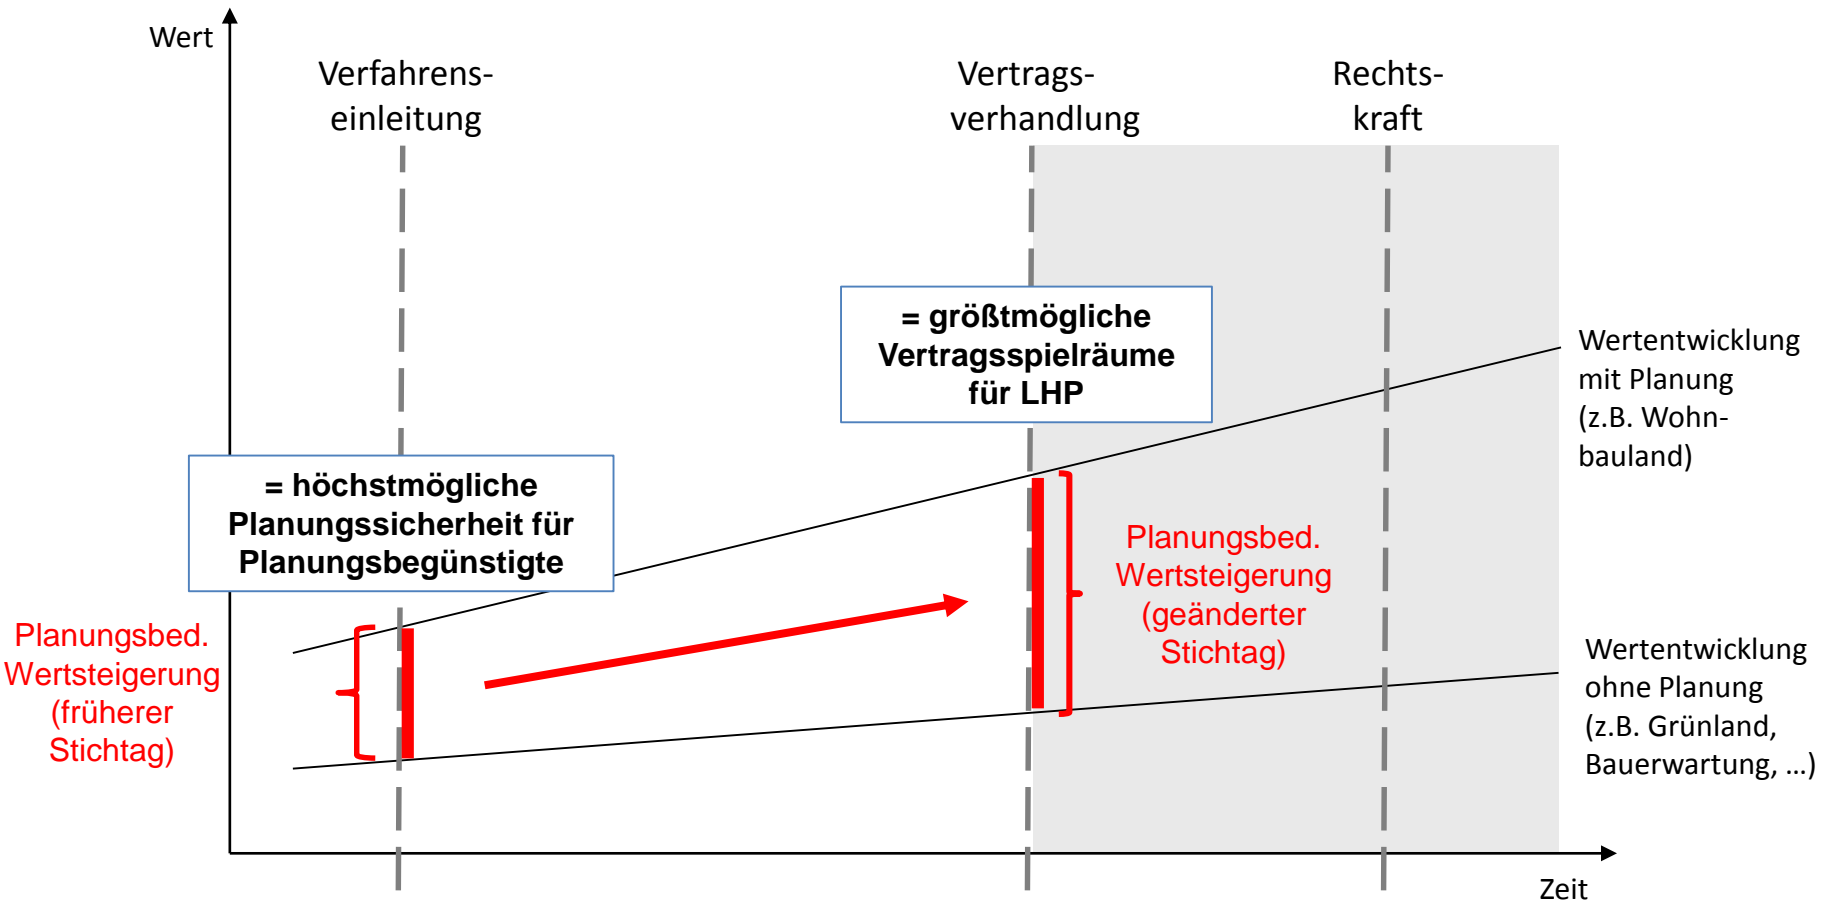 Wert
Verfahrens-
einleitung
Vertrags-
verhandlung
Rechts-
kraft
= größtmögliche
Vertragsspielräume
für LHP
Wertentwicklung
mit Planung
(z.B. Wohn-
bauland)
= höchstmögliche
Planungssicherheit für
Planungsbegünstigte
Planungsbed.
Wertsteigerung
(geänderter
Stichtag)
Planungsbed.
Wertsteigerung
(früherer
Stichtag)
Wertentwicklung
ohne Planung
(z.B. Grünland,
Bauerwartung, ...)
Zeit